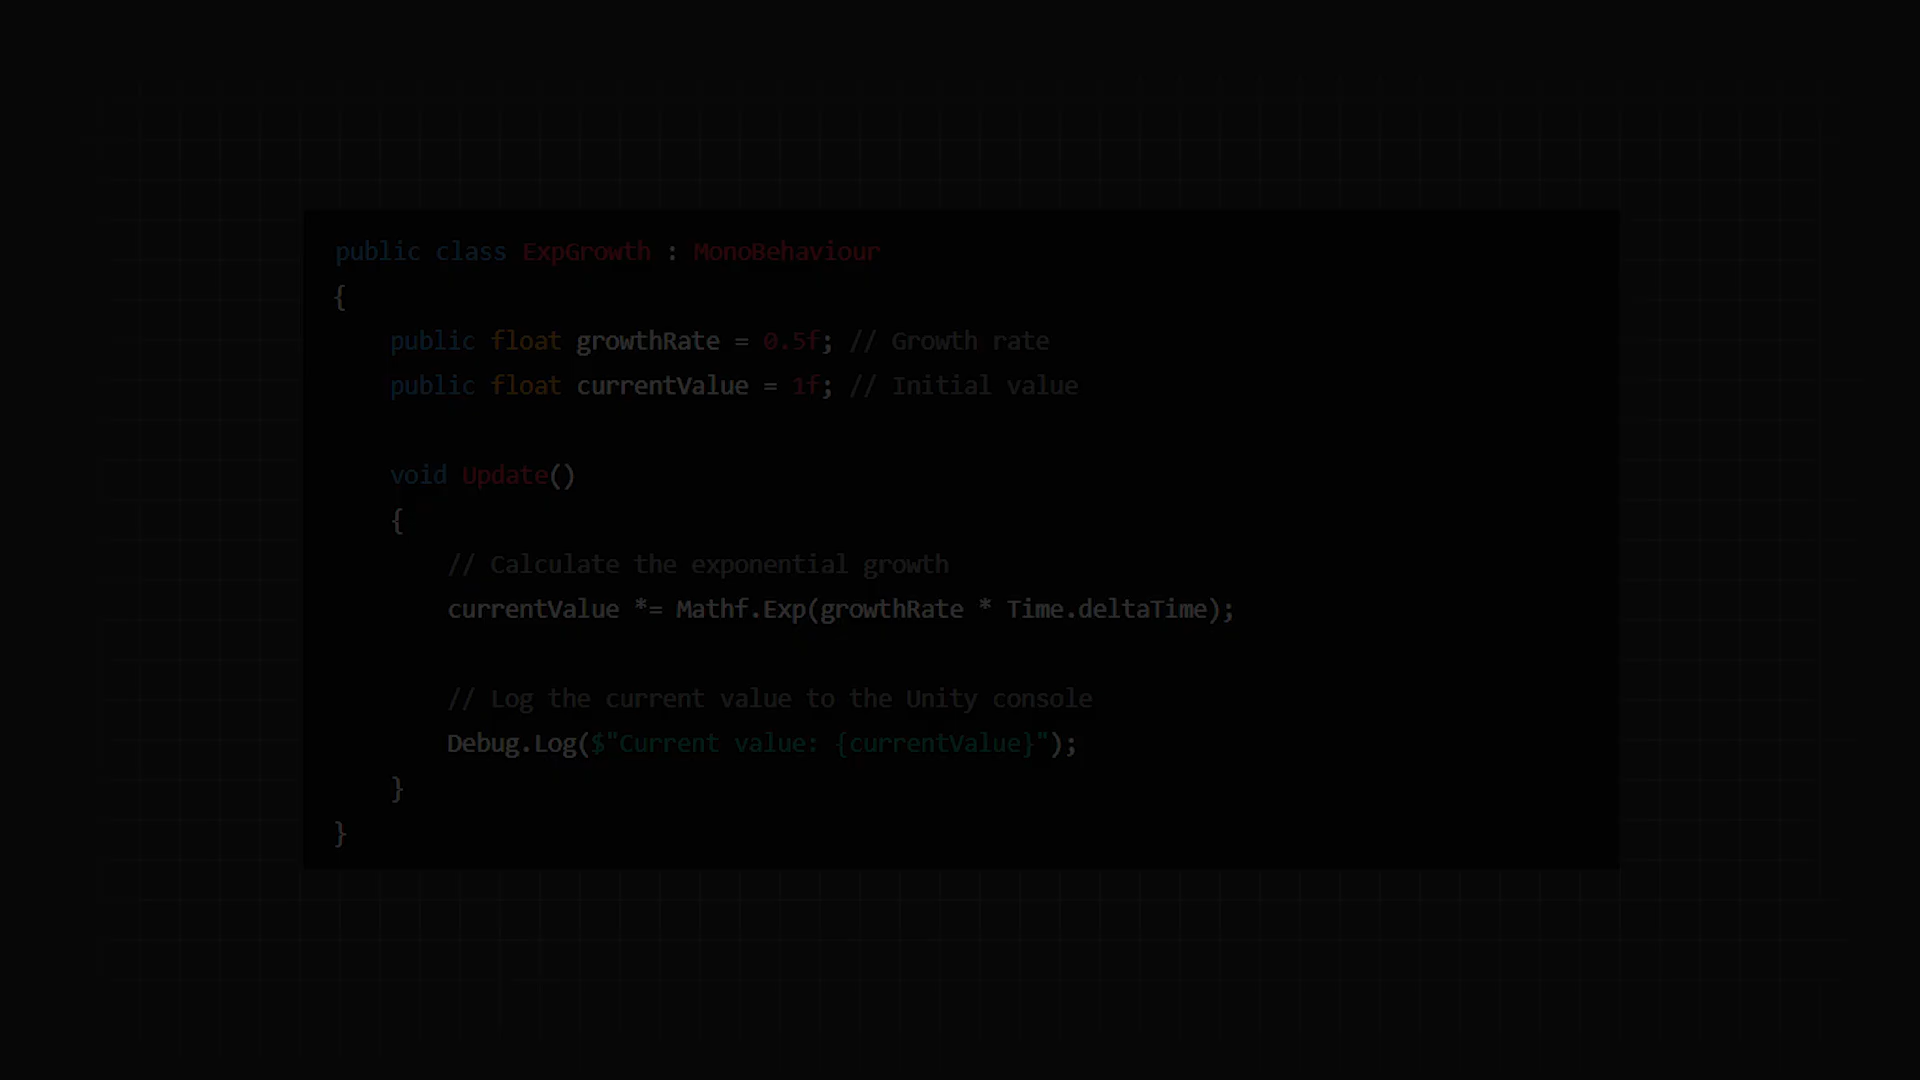 public class ExpGrowth : MonoBehaviour
{
    public float growthRate = 0.5f; // Growth rate
    public float currentValue = 1f; // Initial value

    void Update()
    {
        // Calculate the exponential growth
        currentValue *= Mathf.Exp(growthRate * Time.deltaTime);

        // Log the current value to the Unity console
        Debug.Log($"Current value: {currentValue}");
    }
}